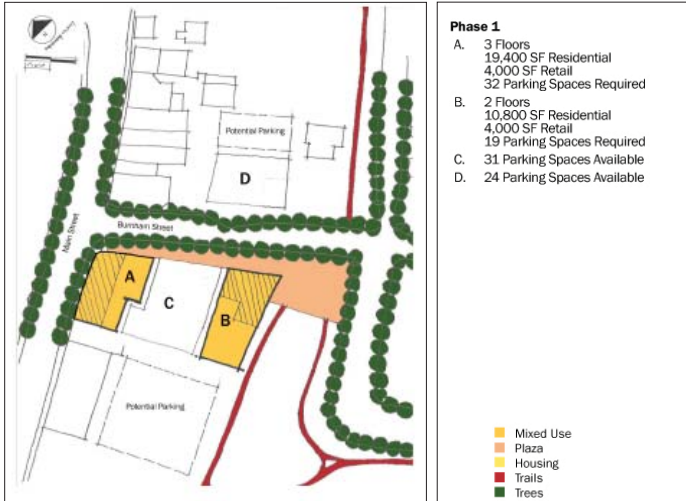 Phase 1
A. 3 Floors
19,400 SF Residential
4,000 SF Retail
32 Parking Spaces Required
B. 2 Floors
10,800 SF Residential
4,000 SF Retail
19 Parking Spaces Required
C. 31 Parking Spaces Available
D. 24 Parking Spaces Available
Potential Parking
D
Burnham Street
Main Street
A
C
B
Potential Parking
Mixed Use
Plaza
Housing
Trails
Trees